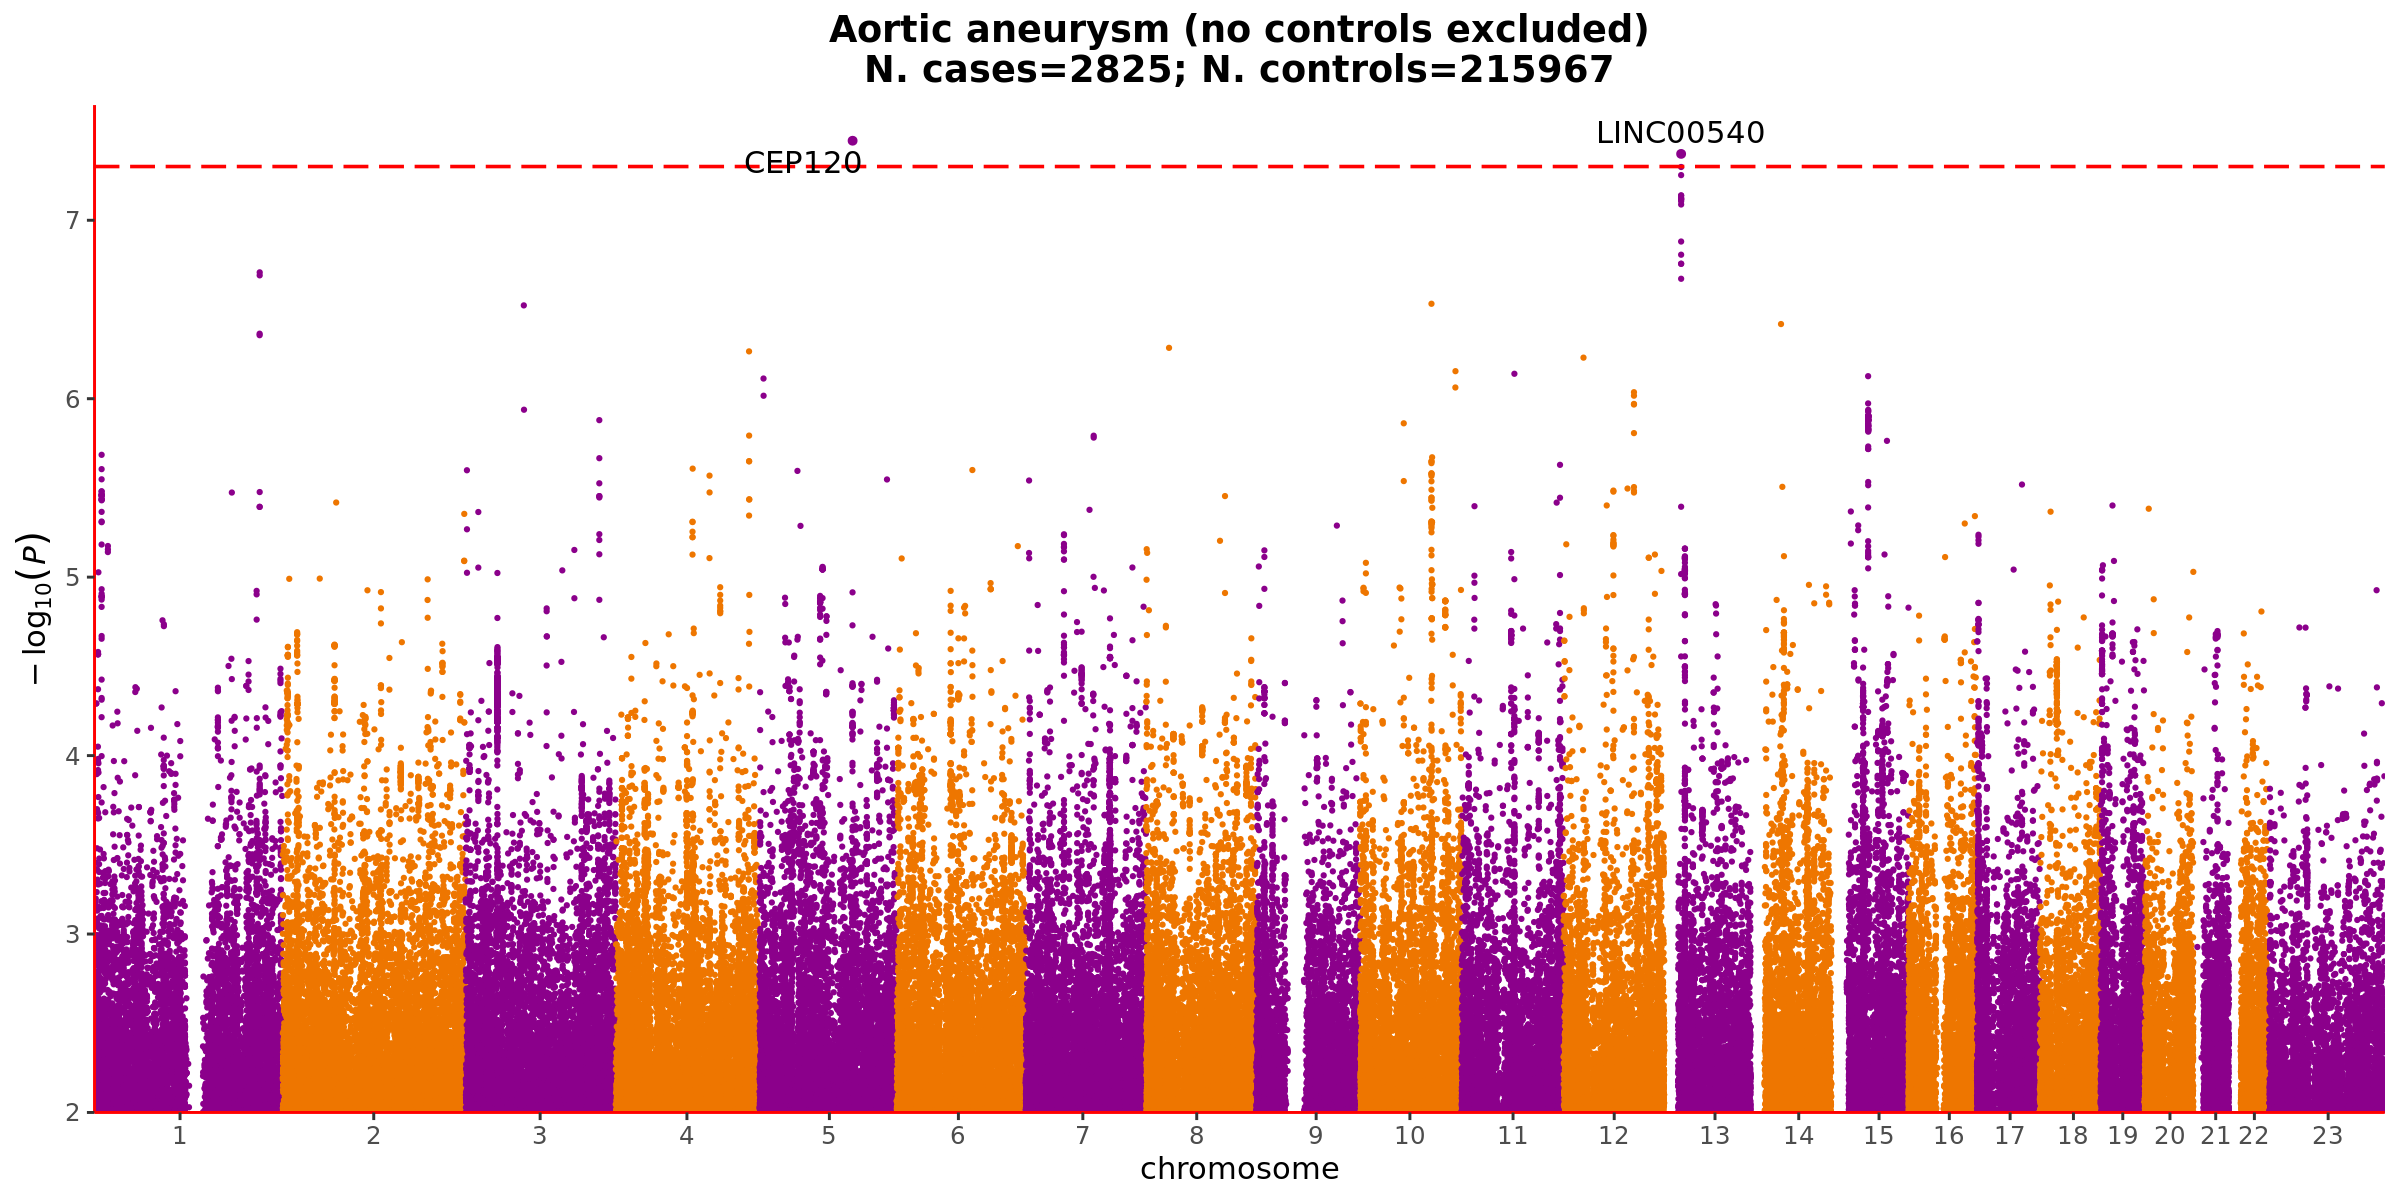 Aortic aneurysm (no controls excluded)
N. cases=2825; N. controls=215967
LINC00540
CEP120
7
6
5
4
3
2
−log₁₀(P)
1 2 3 4 5 6 7 8 9 10 11 12 13 14 15 16 17 18 19 20 21 22 23
chromosome